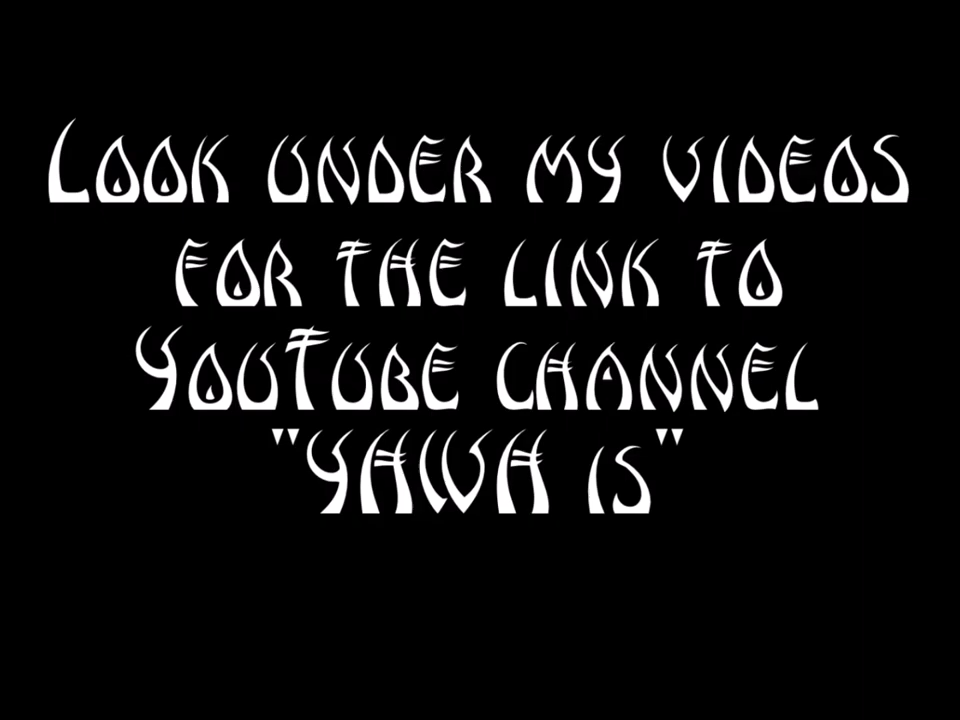 Look under my videos
for the link to
YouTube channel
"YAWA is"